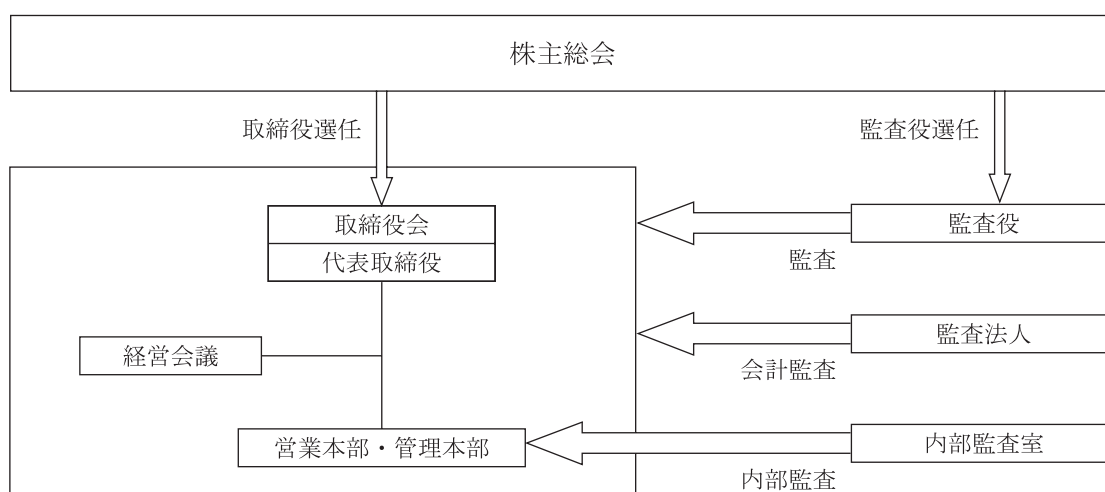 株主総会
取締役選任
監査役選任
取締役会
代表取締役
監査役
監査
監査法人
会計監査
経営会議
営業本部・管理本部
内部監査室
内部監査